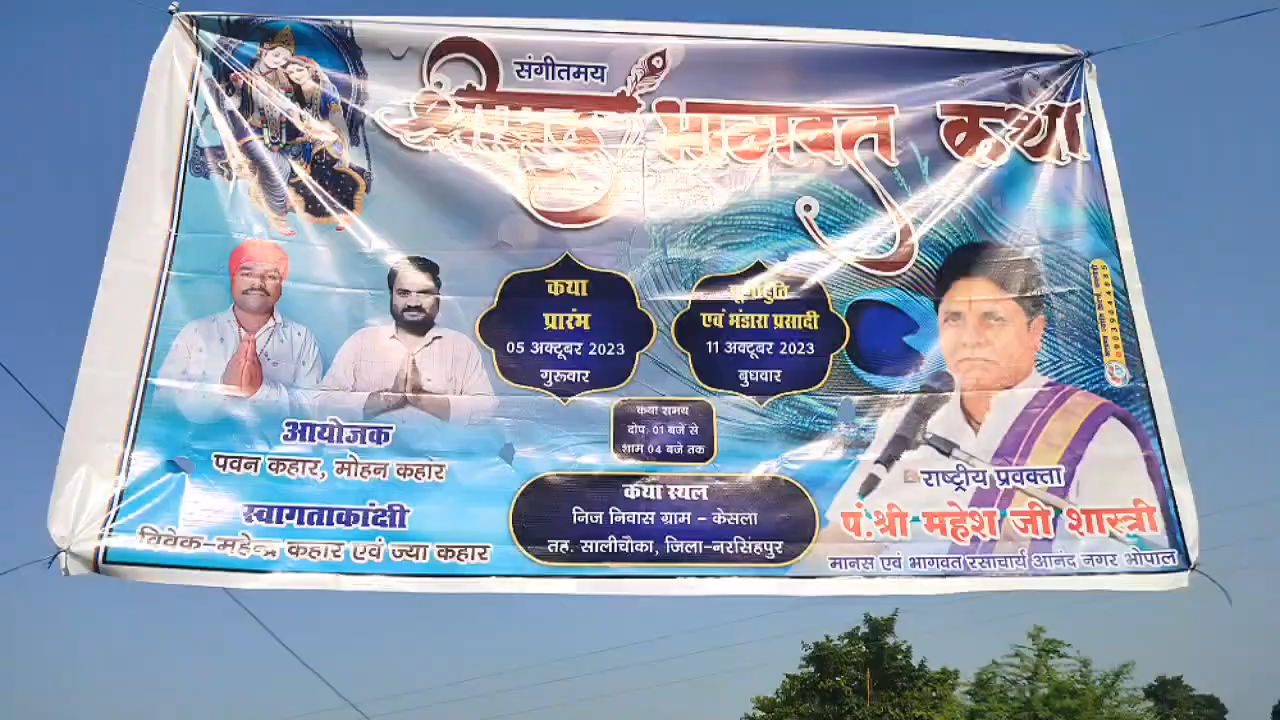 संगीतमय
श्रीमद् भागवत कथा
कथा
प्रारंभ
05 अक्टूबर 2023
गुरूवार
पूर्णाहुति
एवं भंडारा प्रसादी
11 अक्टूबर 2023
बुधवार
कथा समय
दोप. 01 बजे से
शाम 04 बजे तक
आयोजक
पवन कहार, मोहन कहार
स्वागताकांक्षी
विवेक-महेन्द्र कहार एवं ज्या कहार
कथा स्थल
निज निवास ग्राम - केसला
तह. सालीचौका, जिला-नरसिंहपुर
राष्ट्रीय प्रवक्ता
पं.श्री महेश जी शास्त्री
मानस एवं भागवत रसाचार्य आनंद नगर भोपाल